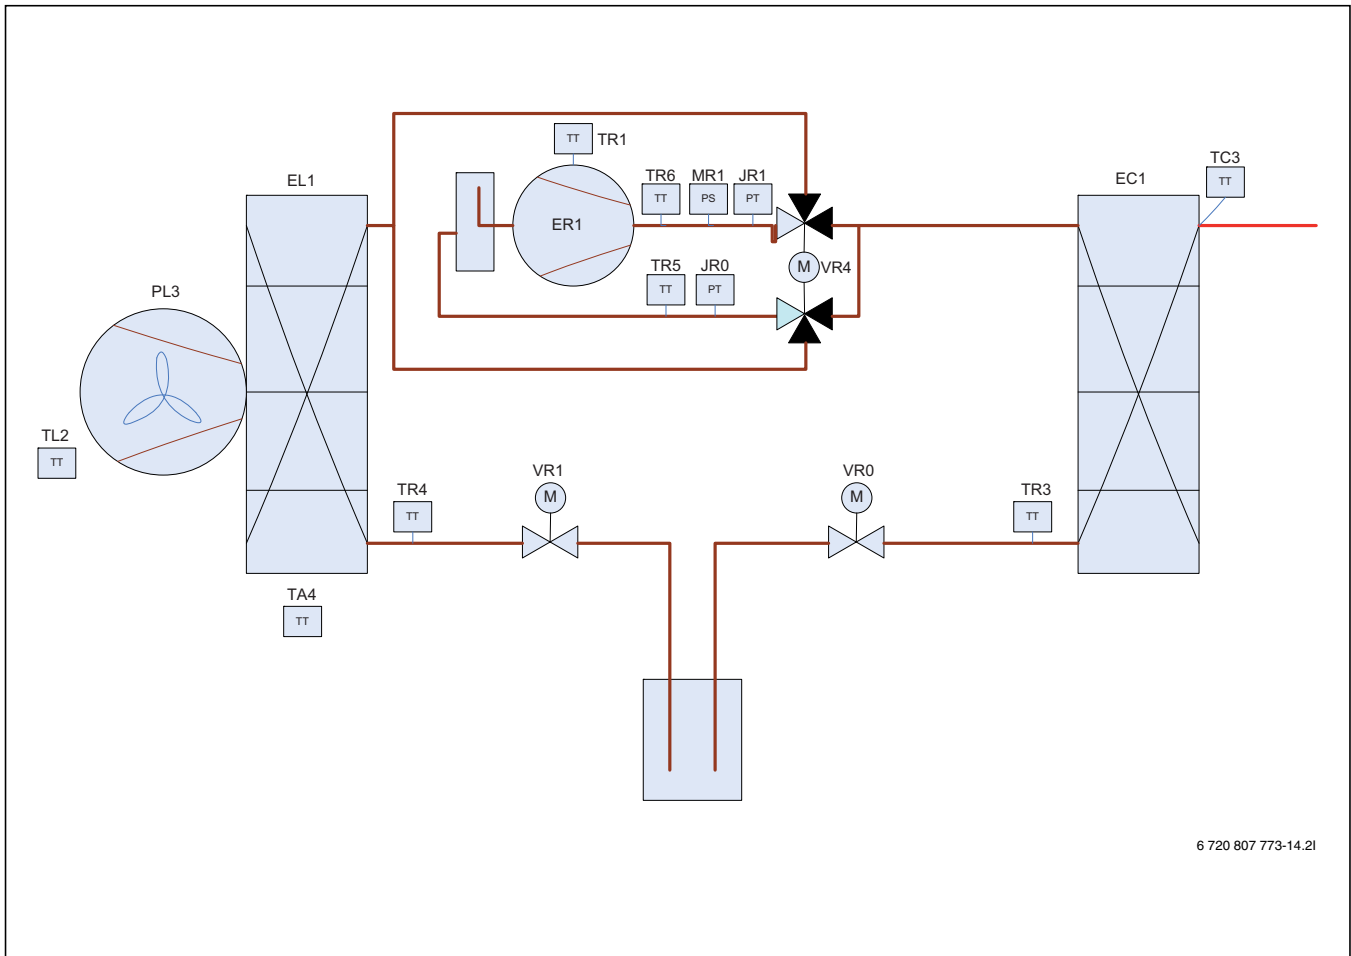 TT TR1
TC3
TT
EL1
TR6 MR1 JR1
TT PS PT
EC1
ER1
TR5 JR0
TT PT
M VR4
PL3
TL2
TT
VR1
M
VR0
M
TR4
TT
TR3
TT
TA4
TT
6 720 807 773-14.2I